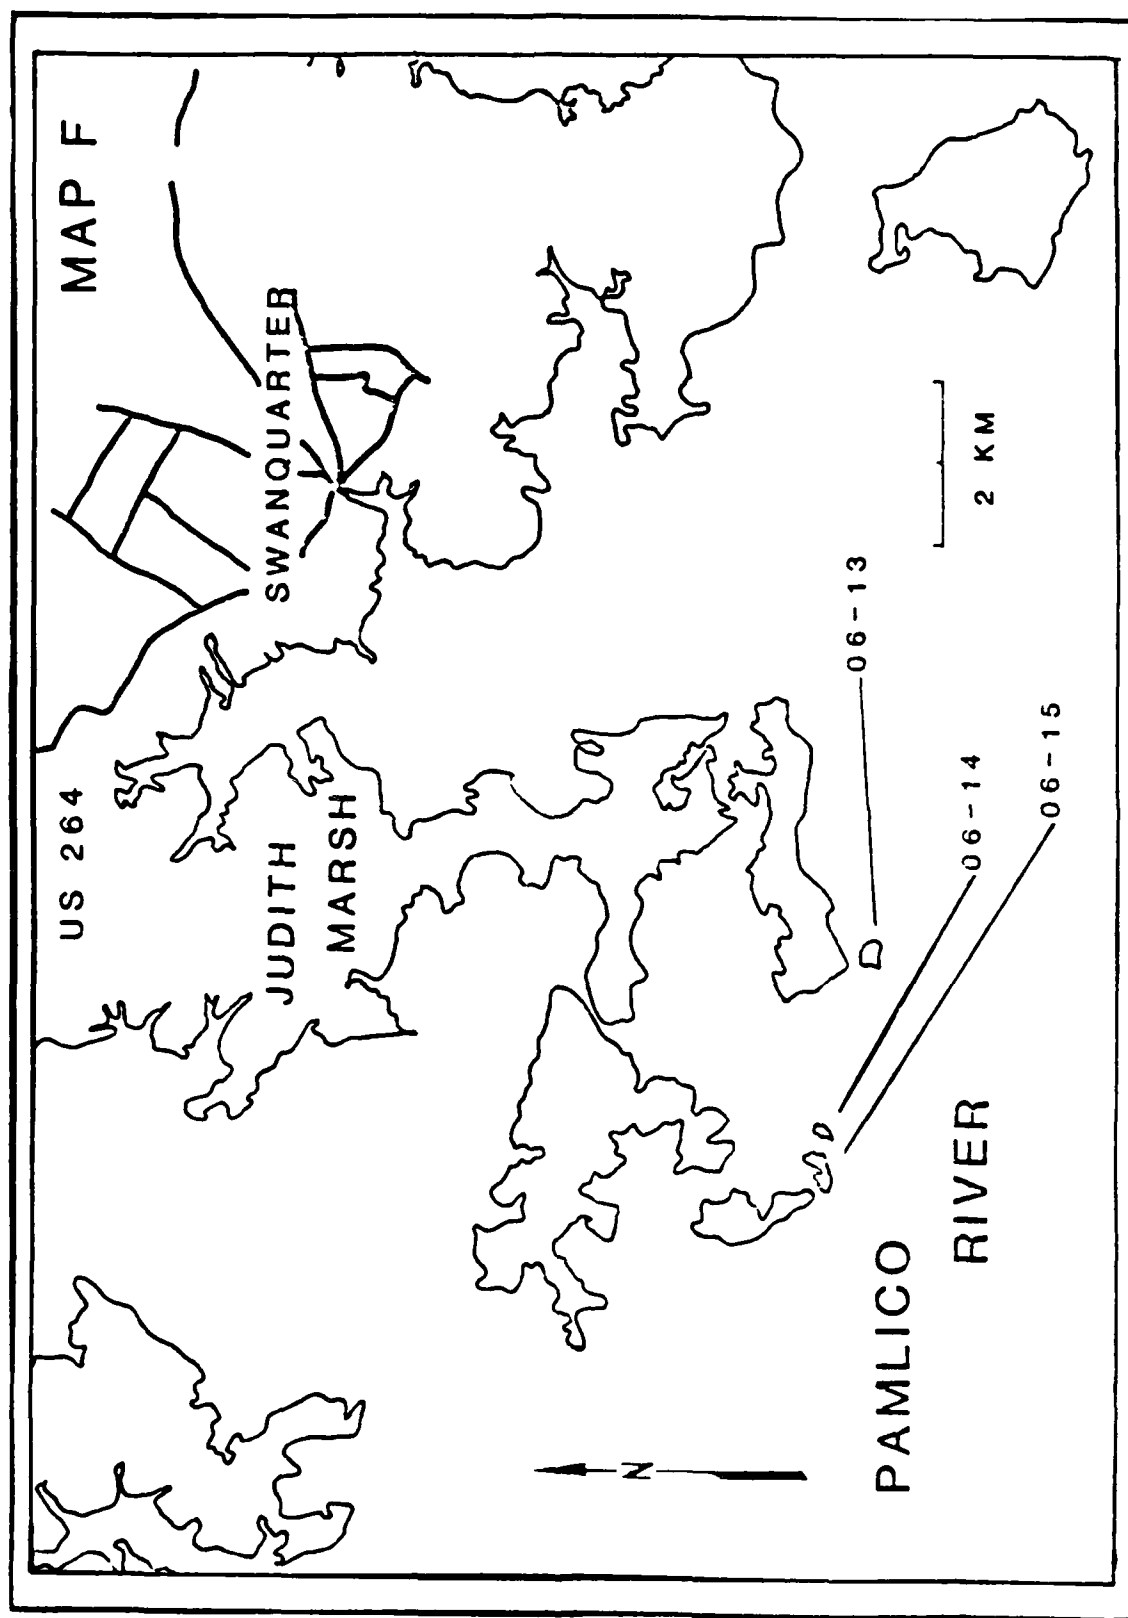 MAP F
US 264
SWANQUARTER
JUDITH
MARSH
06-13
2 KM
06-14
06-15
N
PAMLICO
RIVER